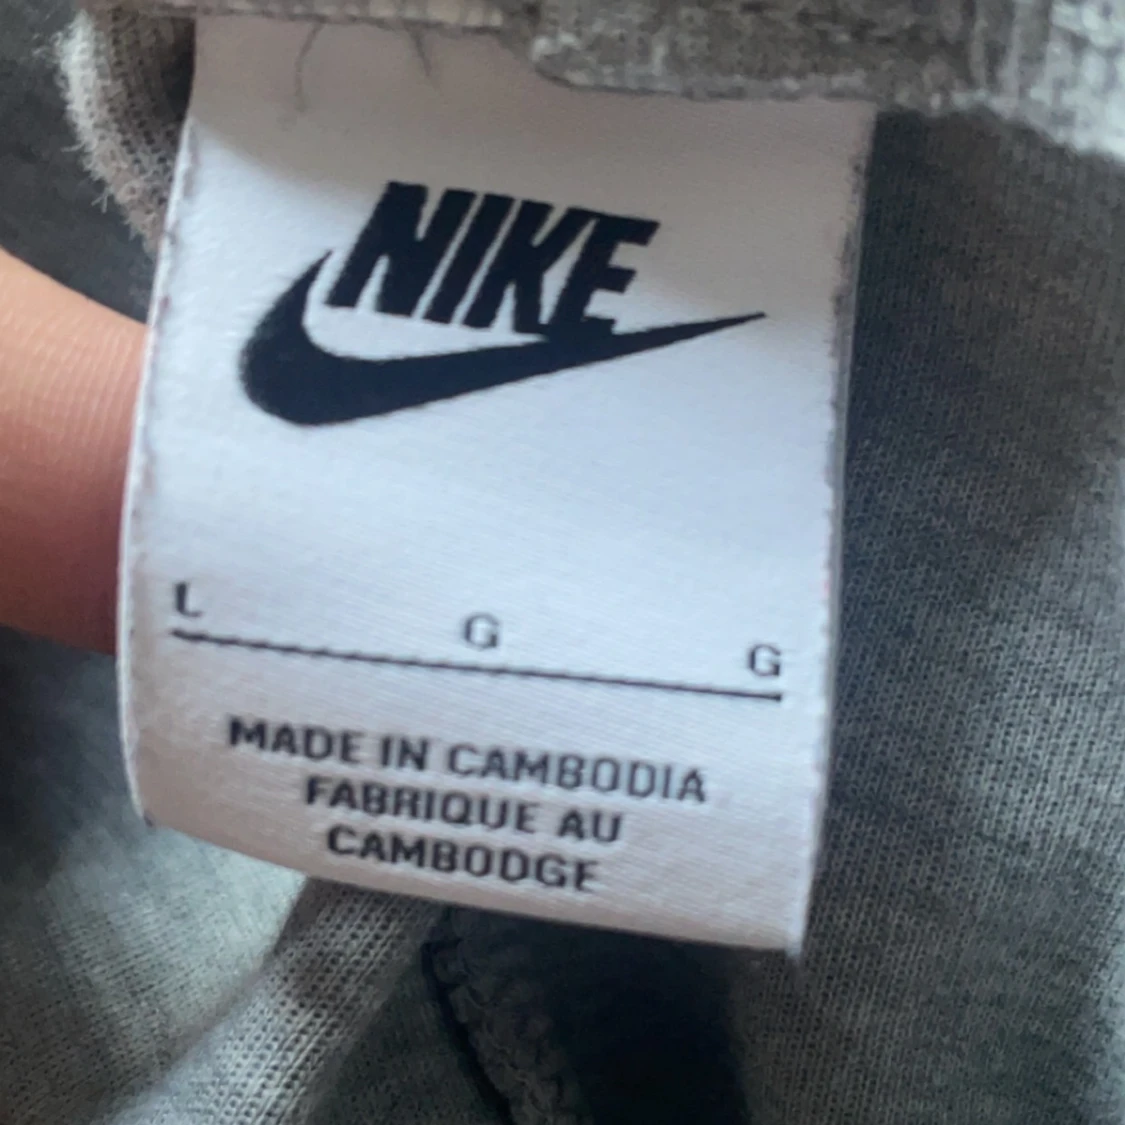 NIKE
L G G
MADE IN CAMBODIA
FABRIQUE AU
CAMBODGE